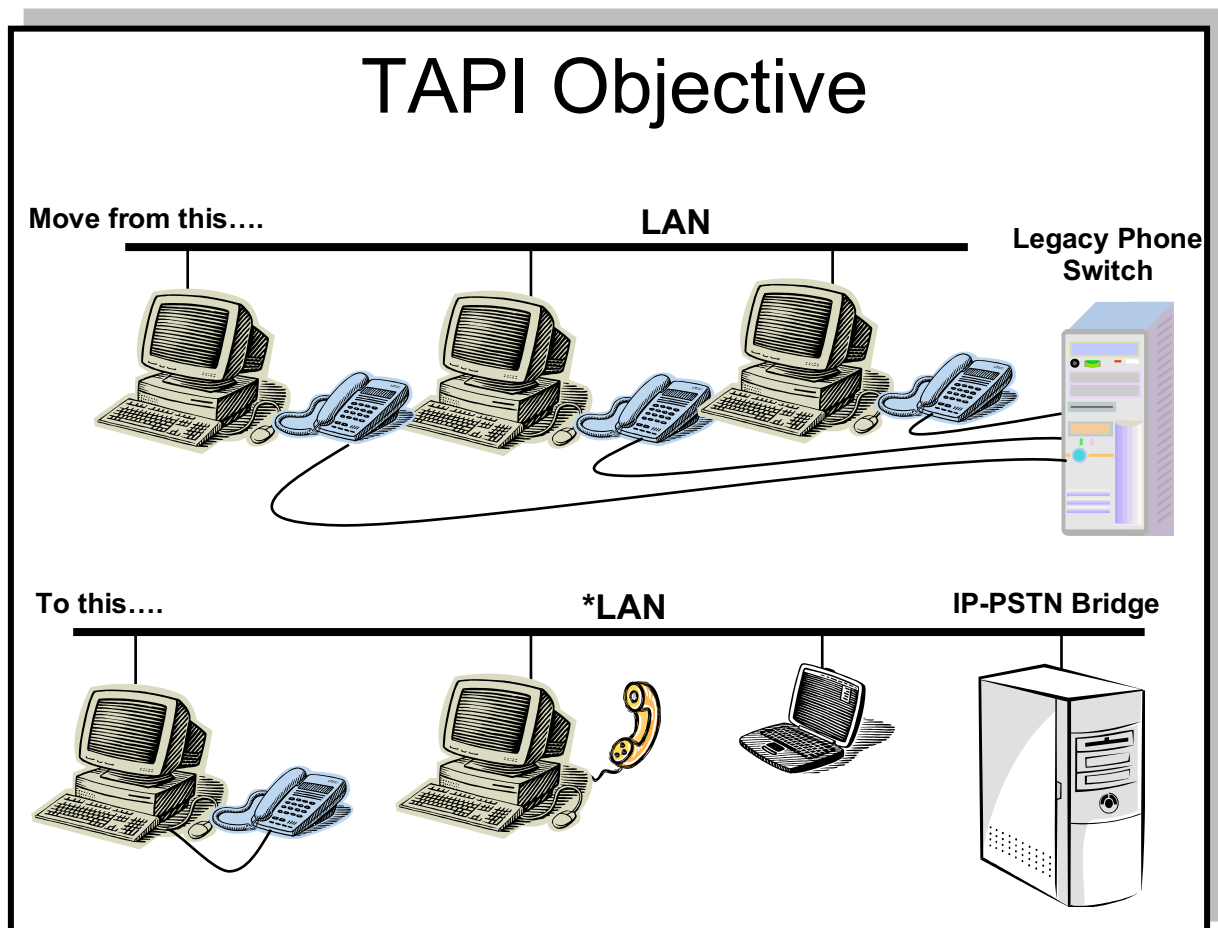 TAPI Objective
Move from this….
LAN
Legacy Phone
Switch
To this….
*LAN
IP-PSTN Bridge